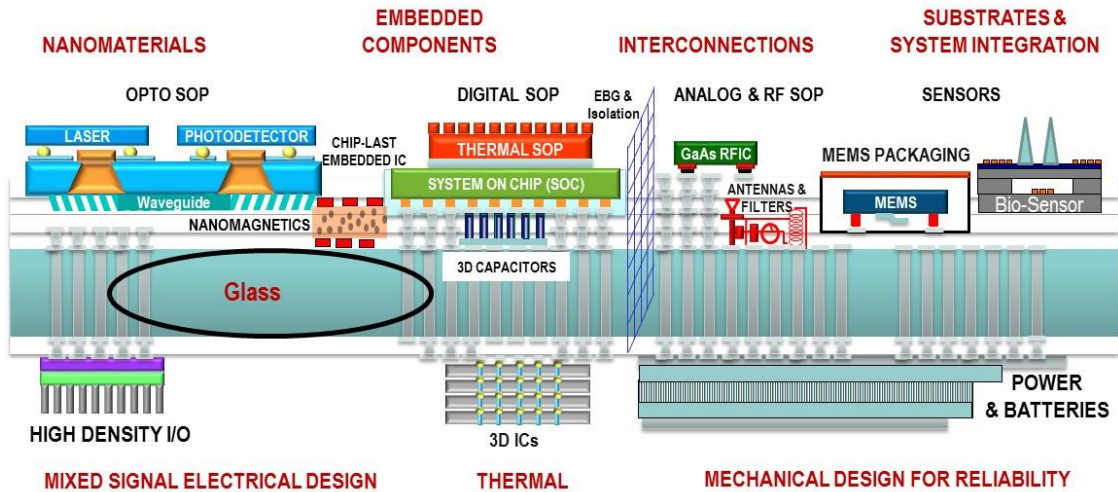 NANOMATERIALS
EMBEDDED
COMPONENTS
INTERCONNECTIONS
SUBSTRATES &
SYSTEM INTEGRATION
OPTO SOP
DIGITAL SOP
EBG &
Isolation
ANALOG & RF SOP
SENSORS
LASER
PHOTODETECTOR
CHIP-LAST
EMBEDDED IC
THERMAL SOP
GaAs RFIC
MEMS PACKAGING
SYSTEM ON CHIP (SOC)
ANTENNAS &
FILTERS
MEMS
Bio-Sensor
Waveguide
NANOMAGNETICS
3D CAPACITORS
Glass
HIGH DENSITY I/O
3D ICs
POWER
& BATTERIES
MIXED SIGNAL ELECTRICAL DESIGN
THERMAL
MECHANICAL DESIGN FOR RELIABILITY